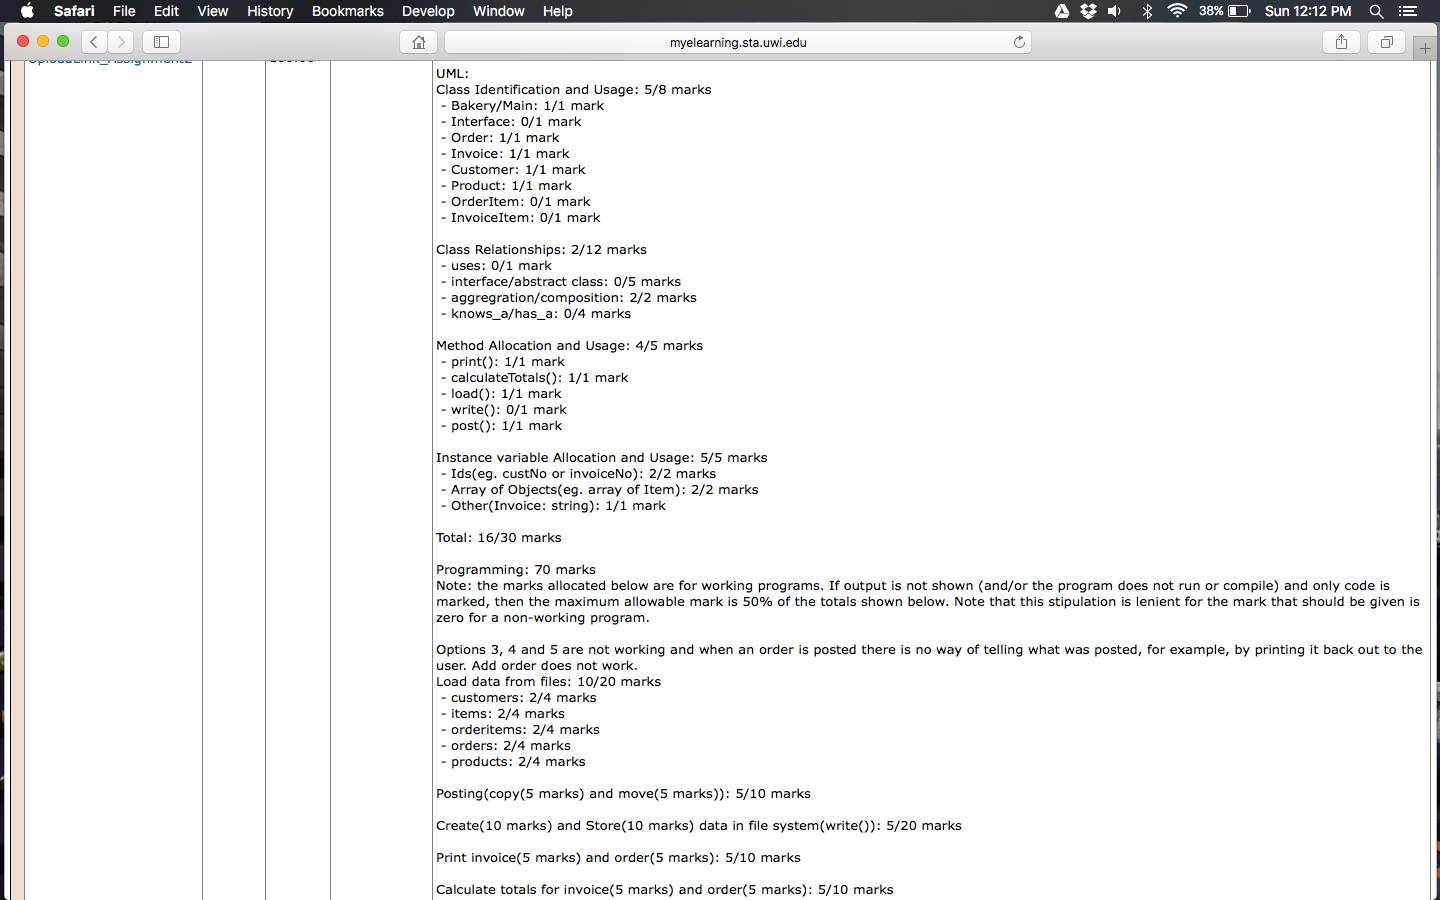 Safari File Edit View History Bookmarks Develop Window Help 38% Sun 12:12 PM
myelearning.sta.uwi.edu
UML:
Class Identification and Usage: 5/8 marks
- Bakery/Main: 1/1 mark
- Interface: 0/1 mark
- Order: 1/1 mark
- Invoice: 1/1 mark
- Customer: 1/1 mark
- Product: 1/1 mark
- OrderItem: 0/1 mark
- InvoiceItem: 0/1 mark
Class Relationships: 2/12 marks
- uses: 0/1 mark
- interface/abstract class: 0/5 marks
- aggregration/composition: 2/2 marks
- knows_a/has_a: 0/4 marks
Method Allocation and Usage: 4/5 marks
- print(): 1/1 mark
- calculateTotals(): 1/1 mark
- load(): 1/1 mark
- write(): 0/1 mark
- post(): 1/1 mark
Instance variable Allocation and Usage: 5/5 marks
- Ids(eg. custNo or invoiceNo): 2/2 marks
- Array of Objects(eg. array of Item): 2/2 marks
- Other(Invoice: string): 1/1 mark
Total: 16/30 marks
Programming: 70 marks
Note: the marks allocated below are for working programs. If output is not shown (and/or the program does not run or compile) and only code is
marked, then the maximum allowable mark is 50% of the totals shown below. Note that this stipulation is lenient for the mark that should be given is
zero for a non-working program.
Options 3, 4 and 5 are not working and when an order is posted there is no way of telling what was posted, for example, by printing it back out to the
user. Add order does not work.
Load data from files: 10/20 marks
- customers: 2/4 marks
- items: 2/4 marks
- orderitems: 2/4 marks
- orders: 2/4 marks
- products: 2/4 marks
Posting(copy(5 marks) and move(5 marks)): 5/10 marks
Create(10 marks) and Store(10 marks) data in file system(write()): 5/20 marks
Print invoice(5 marks) and order(5 marks): 5/10 marks
Calculate totals for invoice(5 marks) and order(5 marks): 5/10 marks